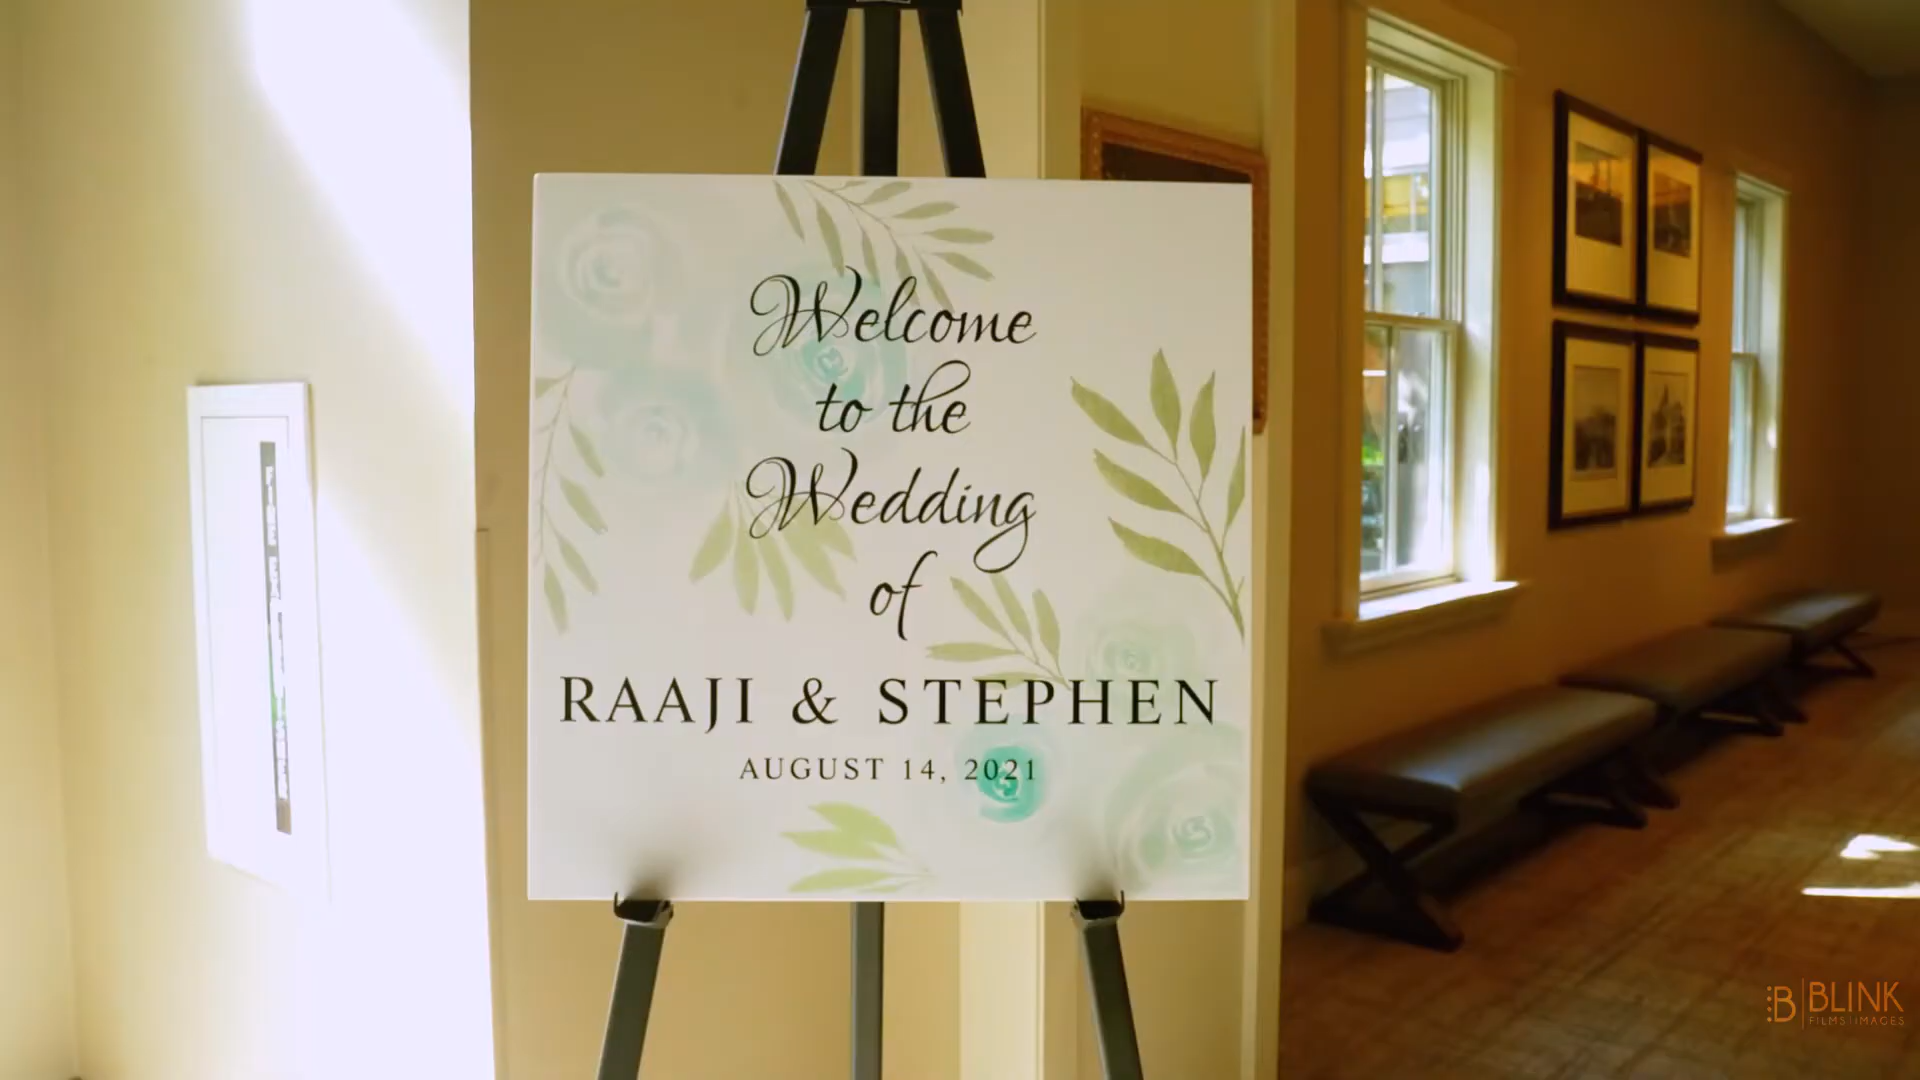 Welcome
to the
Wedding
of
RAAJI & STEPHEN
AUGUST 14, 2021
B BLINK
FILMS|IMAGES